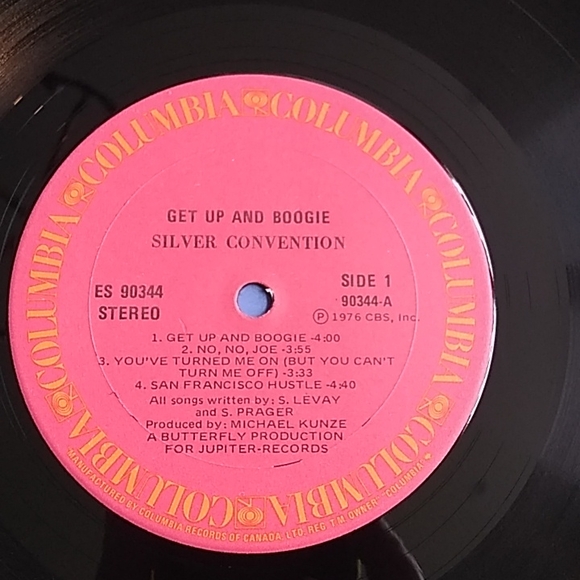 COLUMBIA COLUMBIA COLUMBIA COLUMBIA COLUMBIA COLUMBIA COLUMBIA
GET UP AND BOOGIE
SILVER CONVENTION
ES 90344
STEREO
SIDE 1
90344-A
Ⓟ 1976 CBS, Inc.
1. GET UP AND BOOGIE -4:00
2. NO, NO, JOE -3:55
3. YOU'VE TURNED ME ON (BUT YOU CAN'T
TURN ME OFF) -3:33
4. SAN FRANCISCO HUSTLE -4:40
All songs written by: S. LEVAY
and S. PRAGER
Produced by: MICHAEL KUNZE
A BUTTERFLY PRODUCTION
FOR JUPITER-RECORDS
MANUFACTURED BY COLUMBIA RECORDS OF CANADA, LTD. REG. T.M. OWNER "COLUMBIA"